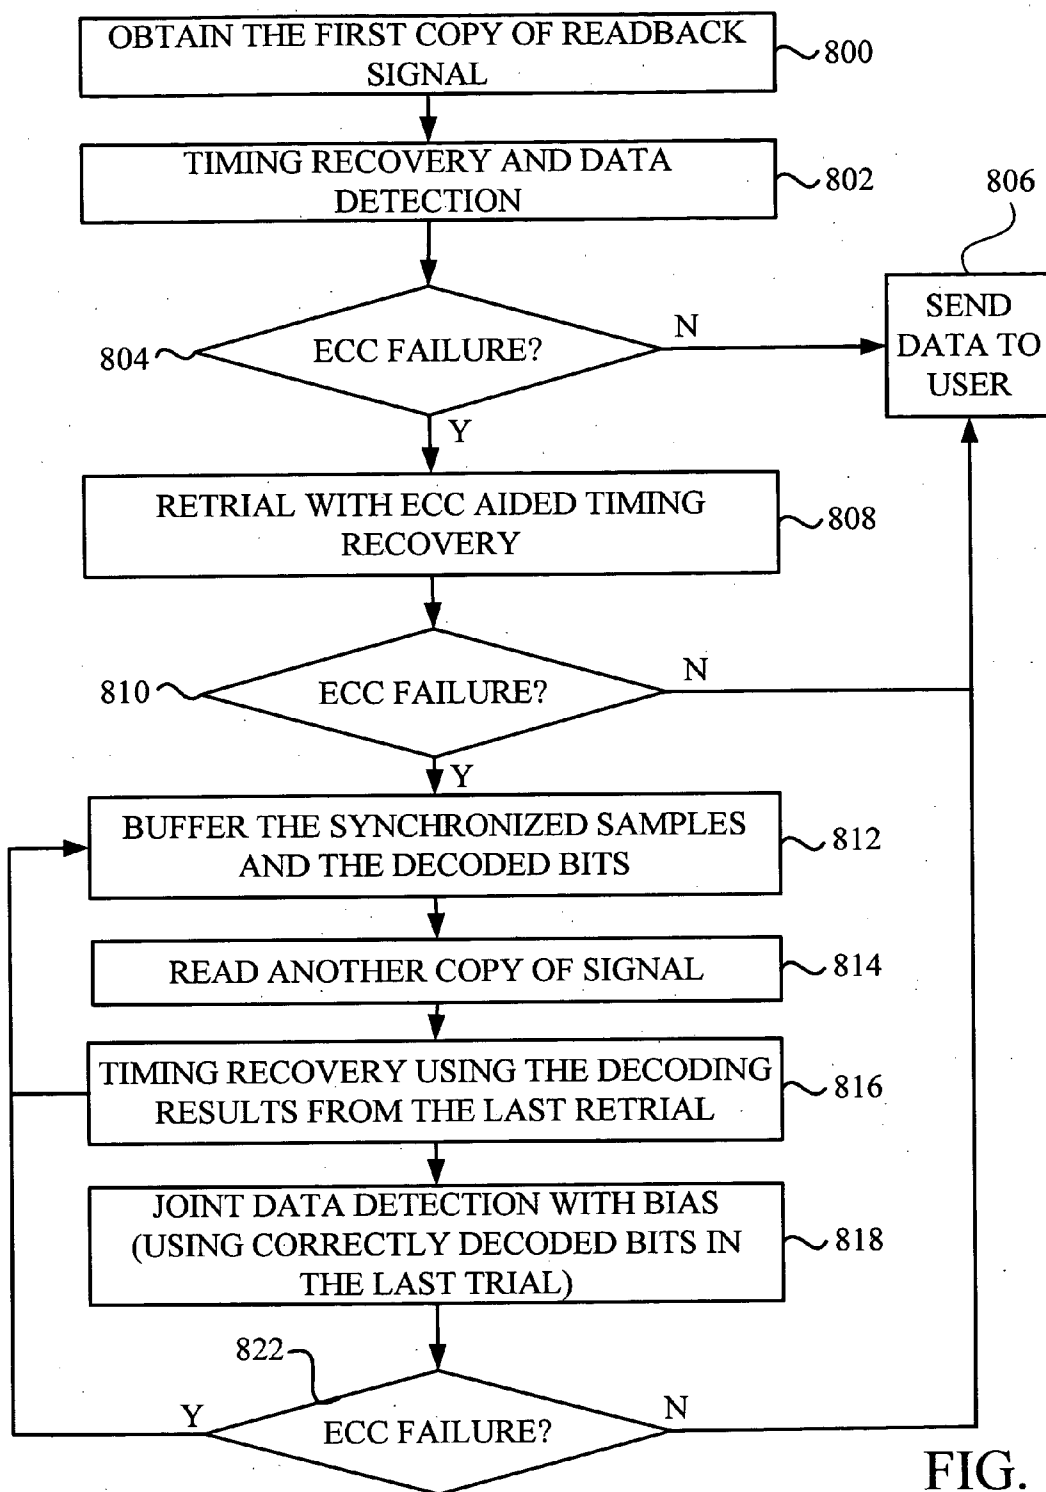 OBTAIN THE FIRST COPY OF READBACK
SIGNAL
800
TIMING RECOVERY AND DATA
DETECTION
802
806
SEND
DATA TO
USER
804
ECC FAILURE?
N
Y
RETRIAL WITH ECC AIDED TIMING
RECOVERY
808
810
ECC FAILURE?
N
Y
BUFFER THE SYNCHRONIZED SAMPLES
AND THE DECODED BITS
812
READ ANOTHER COPY OF SIGNAL
814
TIMING RECOVERY USING THE DECODING
RESULTS FROM THE LAST RETRIAL
816
JOINT DATA DETECTION WITH BIAS
(USING CORRECTLY DECODED BITS IN
THE LAST TRIAL)
818
822
Y
ECC FAILURE?
N
FIG.